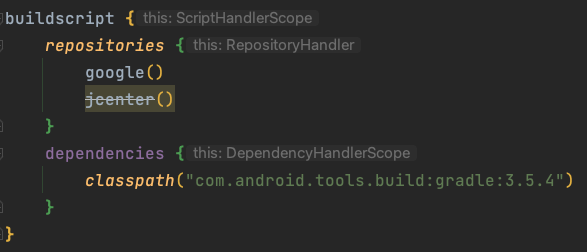 buildscript { this: ScriptHandlerScope
repositories { this: RepositoryHandler
google()
jcenter()
}
dependencies { this: DependencyHandlerScope
classpath("com.android.tools.build:gradle:3.5.4")
}
}